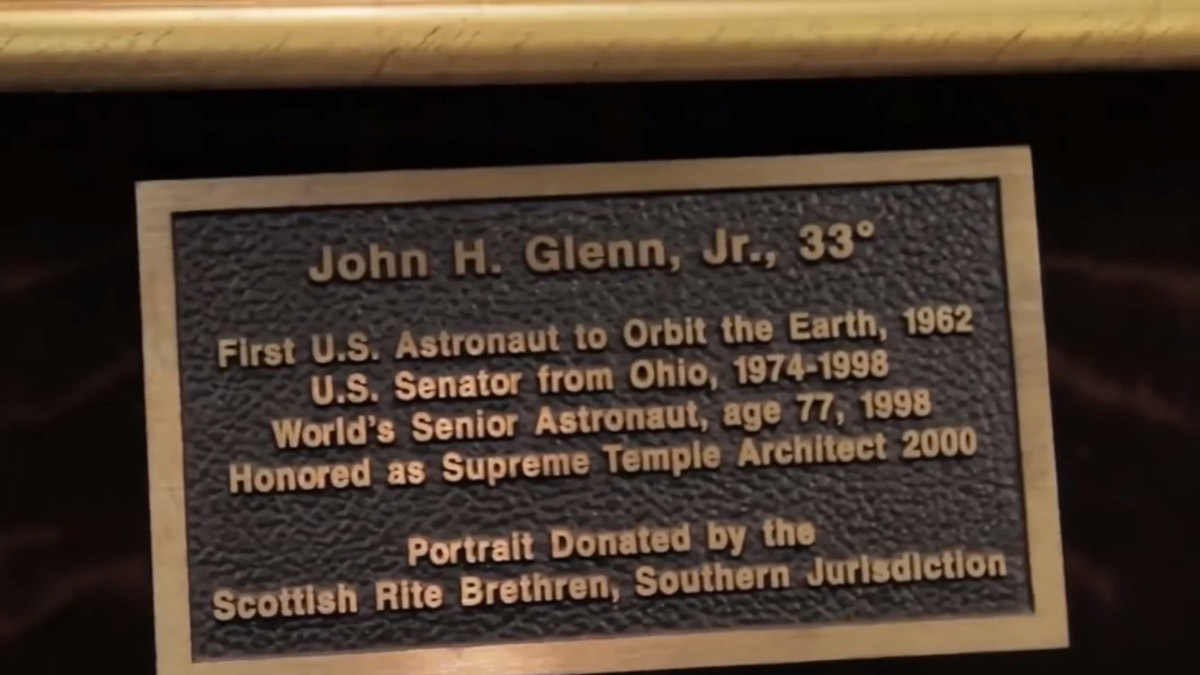 John H. Glenn, Jr., 33°
First U.S. Astronaut to Orbit the Earth, 1962
U.S. Senator from Ohio, 1974-1998
World's Senior Astronaut, age 77, 1998
Honored as Supreme Temple Architect 2000
Portrait Donated by the
Scottish Rite Brethren, Southern Jurisdiction